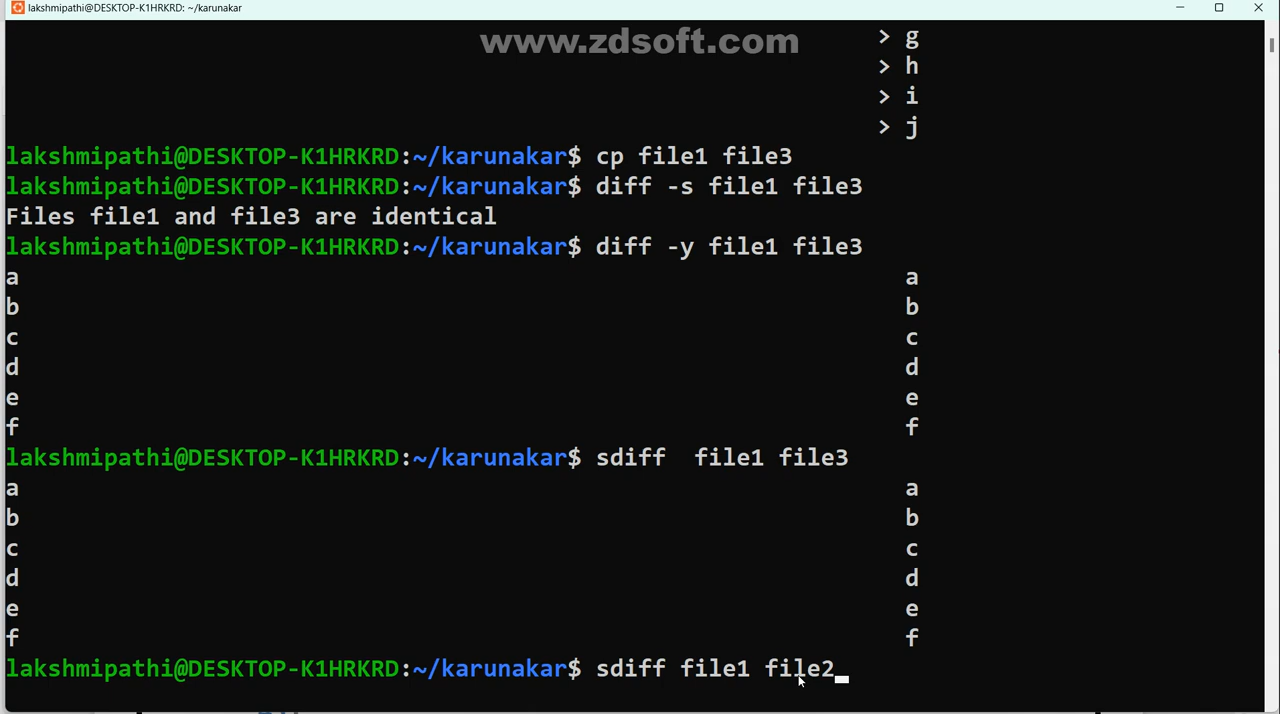 lakshmipathi@DESKTOP-K1HRKRD: ~/karunakar
www.zdsoft.com
> g
> h
> i
> j
lakshmipathi@DESKTOP-K1HRKRD:~/karunakar$ cp file1 file3
lakshmipathi@DESKTOP-K1HRKRD:~/karunakar$ diff -s file1 file3
Files file1 and file3 are identical
lakshmipathi@DESKTOP-K1HRKRD:~/karunakar$ diff -y file1 file3
a a
b b
c c
d d
e e
f f
lakshmipathi@DESKTOP-K1HRKRD:~/karunakar$ sdiff  file1 file3
a a
b b
c c
d d
e e
f f
lakshmipathi@DESKTOP-K1HRKRD:~/karunakar$ sdiff file1 file2